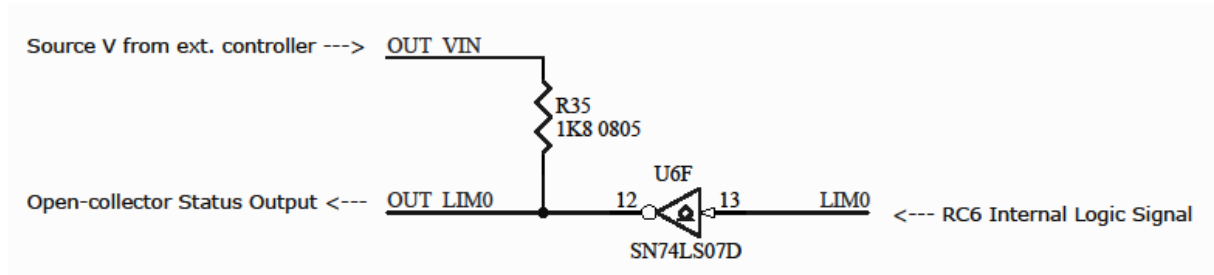 Source V from ext. controller ---> OUT VIN
R35
1K8 0805
U6F
Open-collector Status Output <--- OUT LIM0 12 13 LIM0 <--- RC6 Internal Logic Signal
SN74LS07D